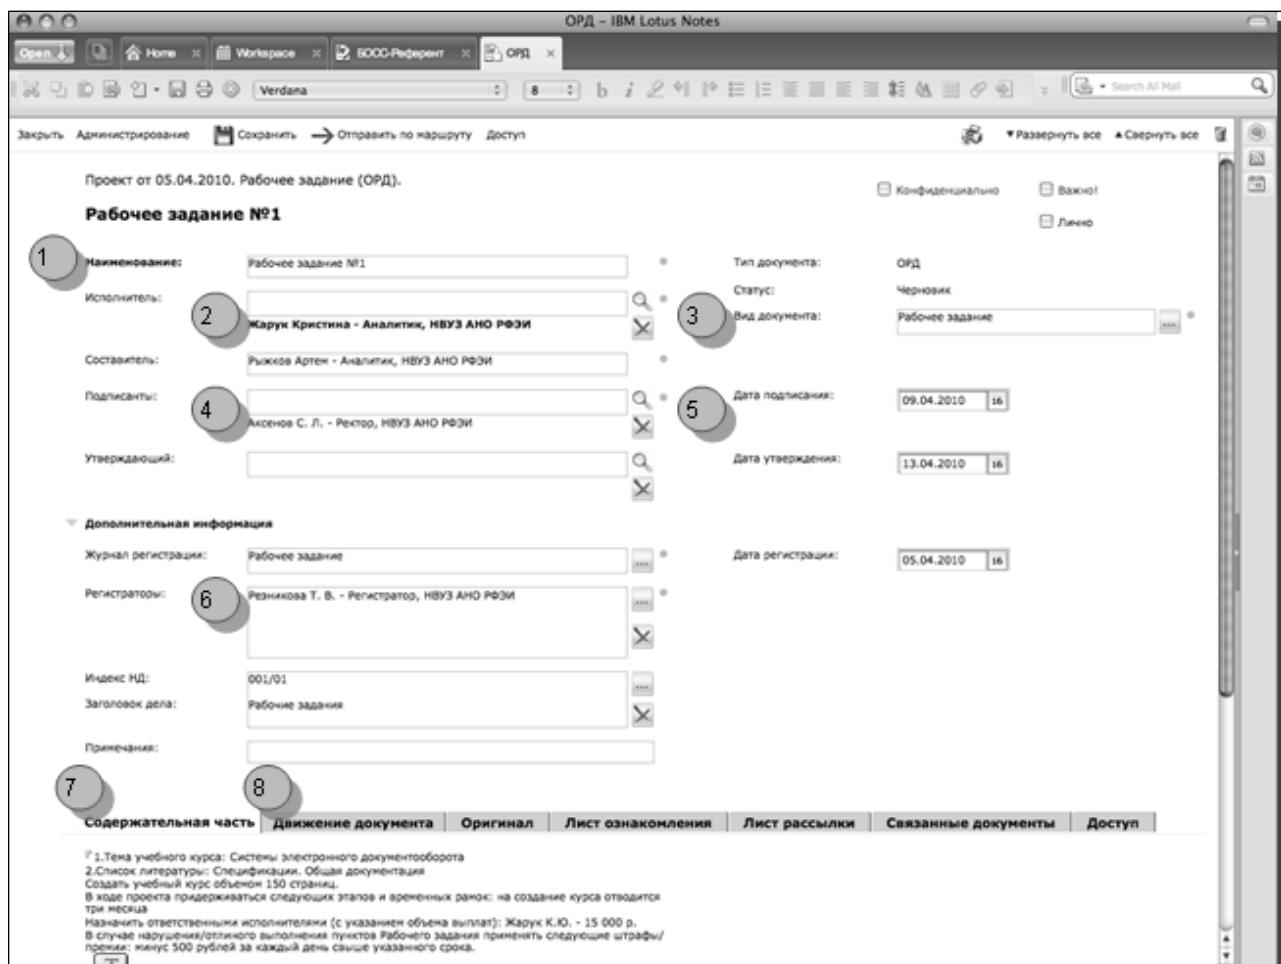 ОРД – IBM Lotus Notes
Open
Home
Workspace
БОСС-Референт
ОРД
Verdana
8
Search All Mail
Закрыть Администрирование Сохранить Отправить по маршруту Доступ
▼Развернуть все ▲Свернуть все
Проект от 05.04.2010. Рабочее задание (ОРД).
Конфиденциально
Важно!
Рабочее задание №1
Лично
1
Наименование:
Рабочее задание №1
Тип документа:
ОРД
Исполнитель:
Статус:
Черновик
2
Жарук Кристина - Аналитик, НВУЗ АНО РФЭИ
3
Вид документа:
Рабочее задание
...
Составитель:
Рыжков Артем - Аналитик, НВУЗ АНО РФЭИ
Подписанты:
4
Аксенов С. Л. - Ректор, НВУЗ АНО РФЭИ
5
Дата подписания:
09.04.2010
16
Утверждающий:
Дата утверждения:
13.04.2010
16
Дополнительная информация
Журнал регистрации:
Рабочее задание
...
Дата регистрации:
05.04.2010
16
Регистраторы:
6
Резникова Т. В. - Регистратор, НВУЗ АНО РФЭИ
...
Индекс НД:
001/01
...
Заголовок дела:
Рабочие задания
Примечания:
7
8
Содержательная часть
Движение документа
Оригинал
Лист ознакомления
Лист рассылки
Связанные документы
Доступ
1.Тема учебного курса: Системы электронного документооборота
2.Список литературы: Спецификации. Общая документация
Создать учебный курс объемом 150 страниц.
В ходе проекта придерживаться следующих этапов и временных рамок: на создание курса отводится
три месяца
Назначить ответственными исполнителями (с указанием объема выплат): Жарук К.Ю. - 15 000 р.
В случае нарушения/отличного выполнения пунктов Рабочего задания применять следующие штрафы/
премии: минус 500 рублей за каждый день свыше указанного срока.
T